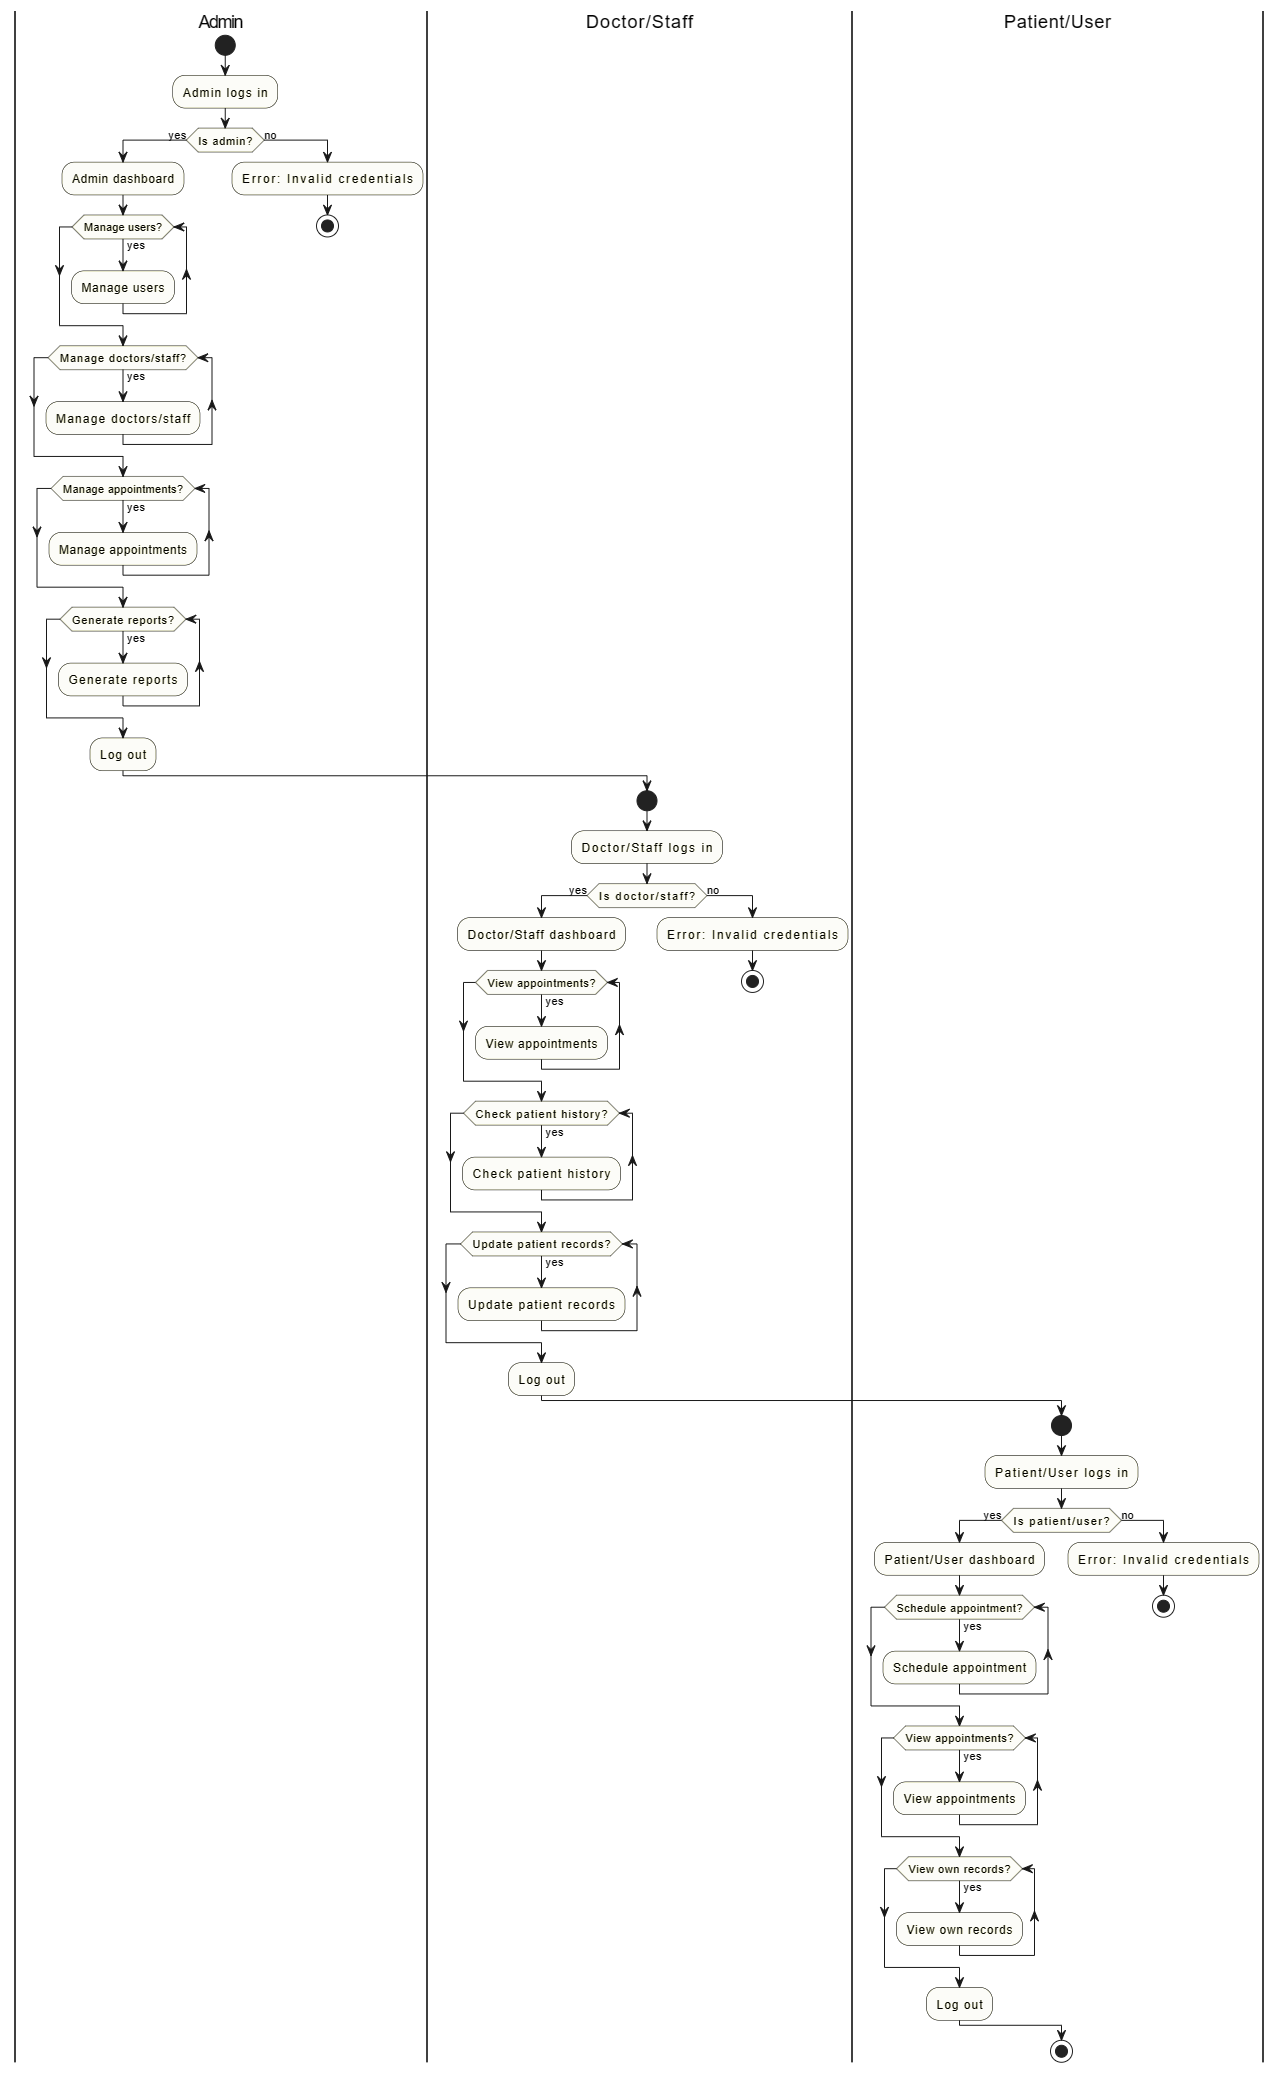 Admin
Doctor/Staff
Patient/User
Admin logs in
yes
Is admin?
no
Admin dashboard
Error: Invalid credentials
Manage users?
yes
Manage users
Manage doctors/staff?
yes
Manage doctors/staff
Manage appointments?
yes
Manage appointments
Generate reports?
yes
Generate reports
Log out
Doctor/Staff logs in
yes
Is doctor/staff?
no
Doctor/Staff dashboard
Error: Invalid credentials
View appointments?
yes
View appointments
Check patient history?
yes
Check patient history
Update patient records?
yes
Update patient records
Log out
Patient/User logs in
yes
Is patient/user?
no
Patient/User dashboard
Error: Invalid credentials
Schedule appointment?
yes
Schedule appointment
View appointments?
yes
View appointments
View own records?
yes
View own records
Log out